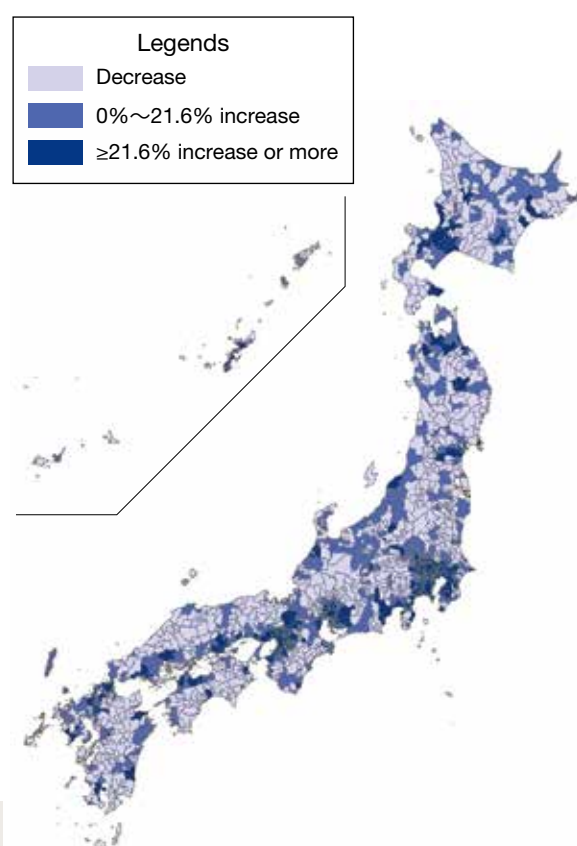 Legends
Decrease
0%～21.6% increase
≥21.6% increase or more